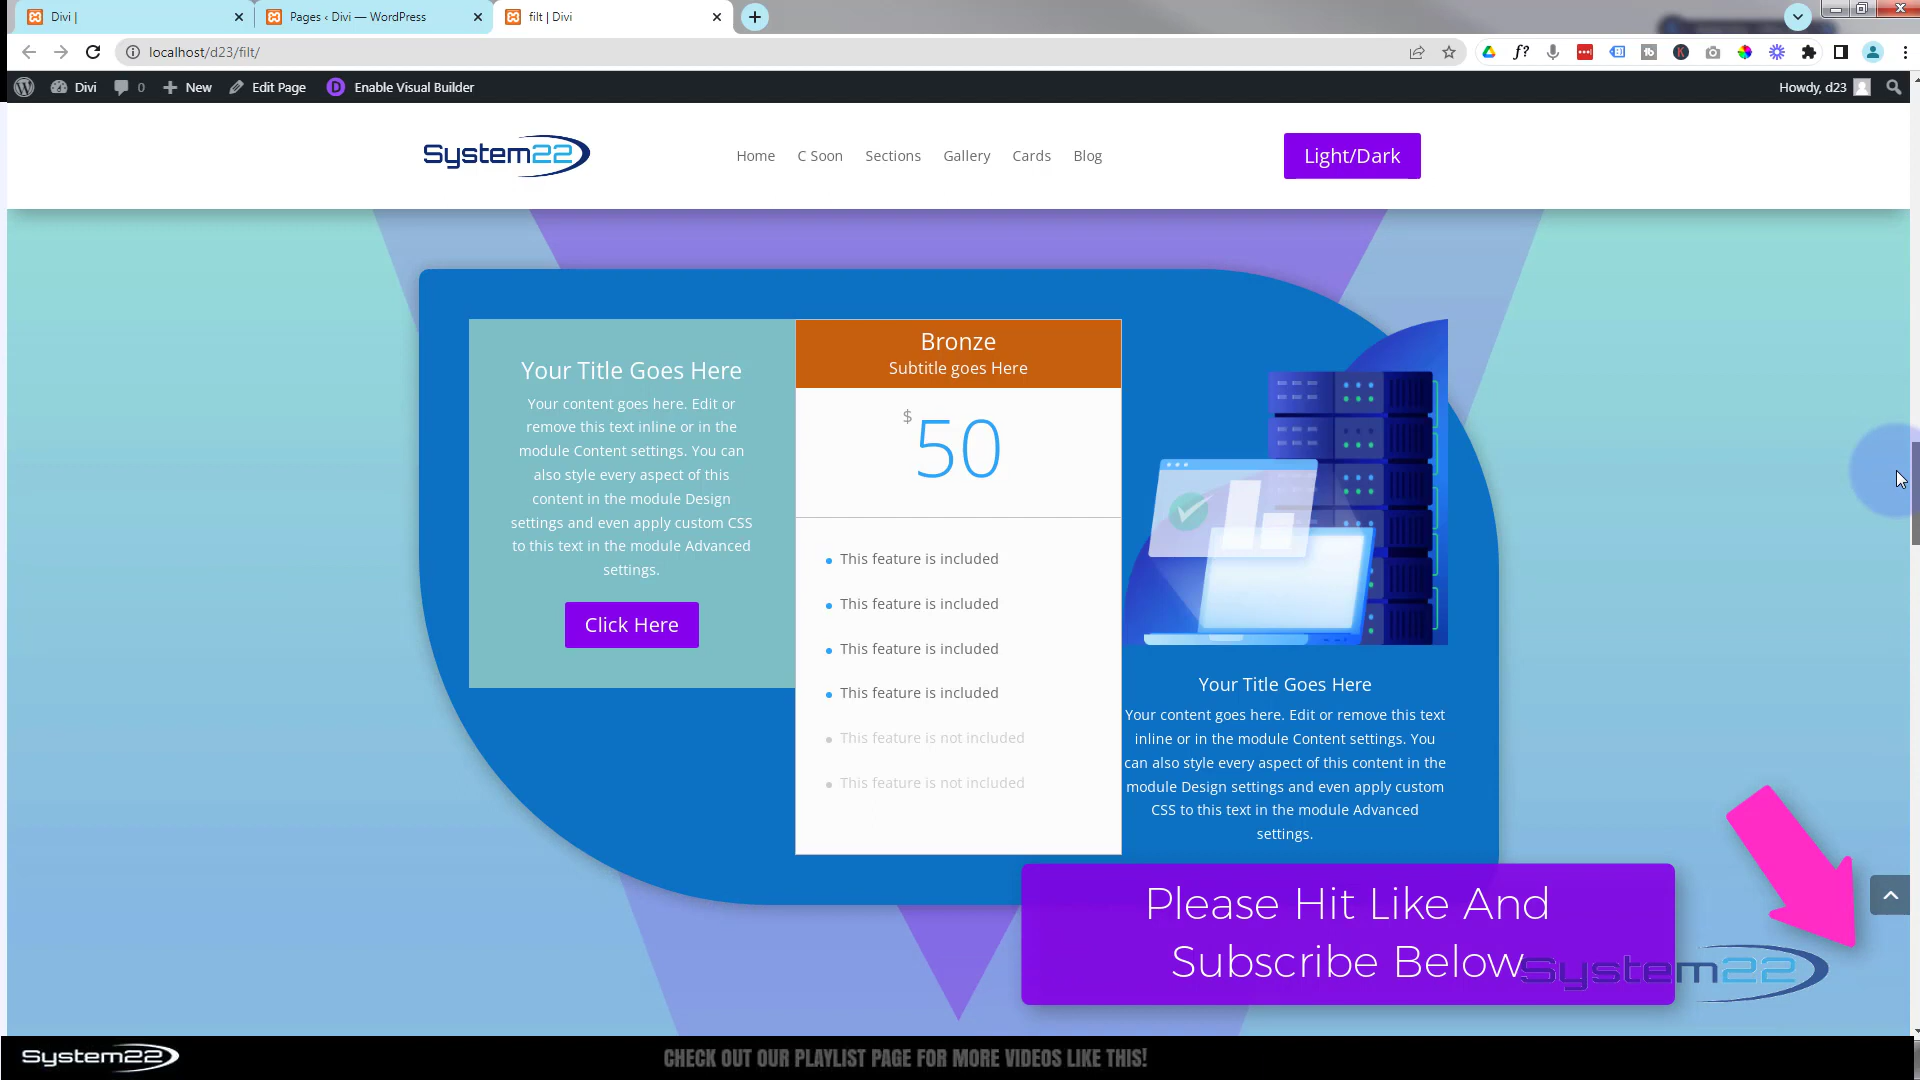 Divi |
Pages ‹ Divi — WordPress
filt | Divi
localhost/d23/filt/
Divi
0
New
Edit Page
Enable Visual Builder
Howdy, d23
System22
Home
C Soon
Sections
Gallery
Cards
Blog
Light/Dark
Your Title Goes Here
Your content goes here. Edit or
remove this text inline or in the
module Content settings. You can
also style every aspect of this
content in the module Design
settings and even apply custom CSS
to this text in the module Advanced
settings.
Click Here
Bronze
Subtitle goes Here
$
50
This feature is included
This feature is included
This feature is included
This feature is included
This feature is not included
This feature is not included
Your Title Goes Here
Your content goes here. Edit or remove this text
inline or in the module Content settings. You
can also style every aspect of this content in the
module Design settings and even apply custom
CSS to this text in the module Advanced
settings.
Please Hit Like And
Subscribe Below
System22
System22
CHECK OUT OUR PLAYLIST PAGE FOR MORE VIDEOS LIKE THIS!